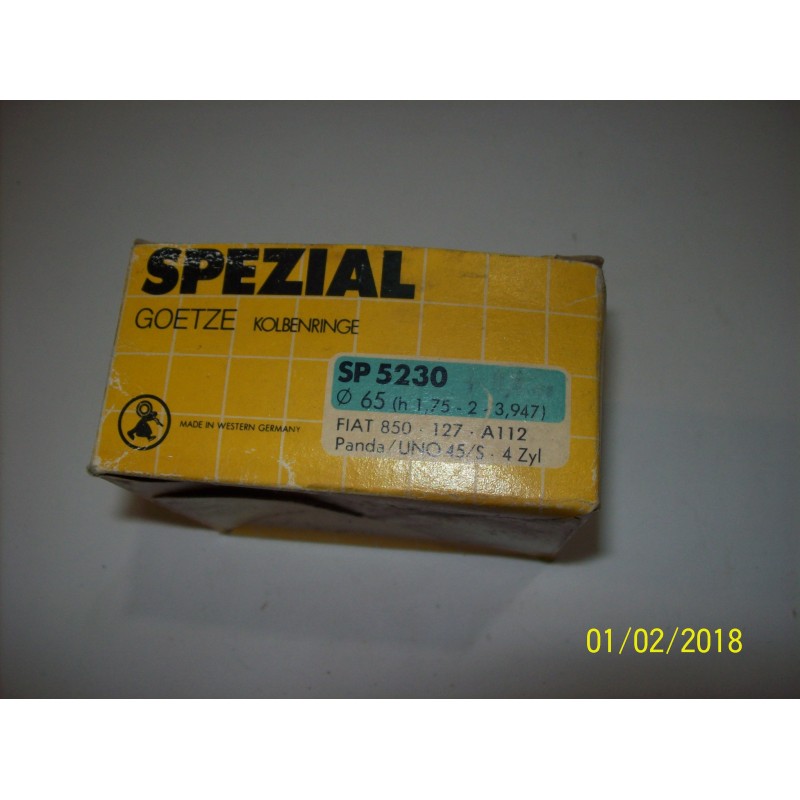 SPEZIAL
GOETZE KOLBENRINGE
SP 5230
Ø 65 (h 1,75 - 2 - 3,947)
MADE IN WESTERN GERMANY
FIAT 850 · 127 · A112
Panda/UNO 45/S · 4 Zyl
01/02/2018